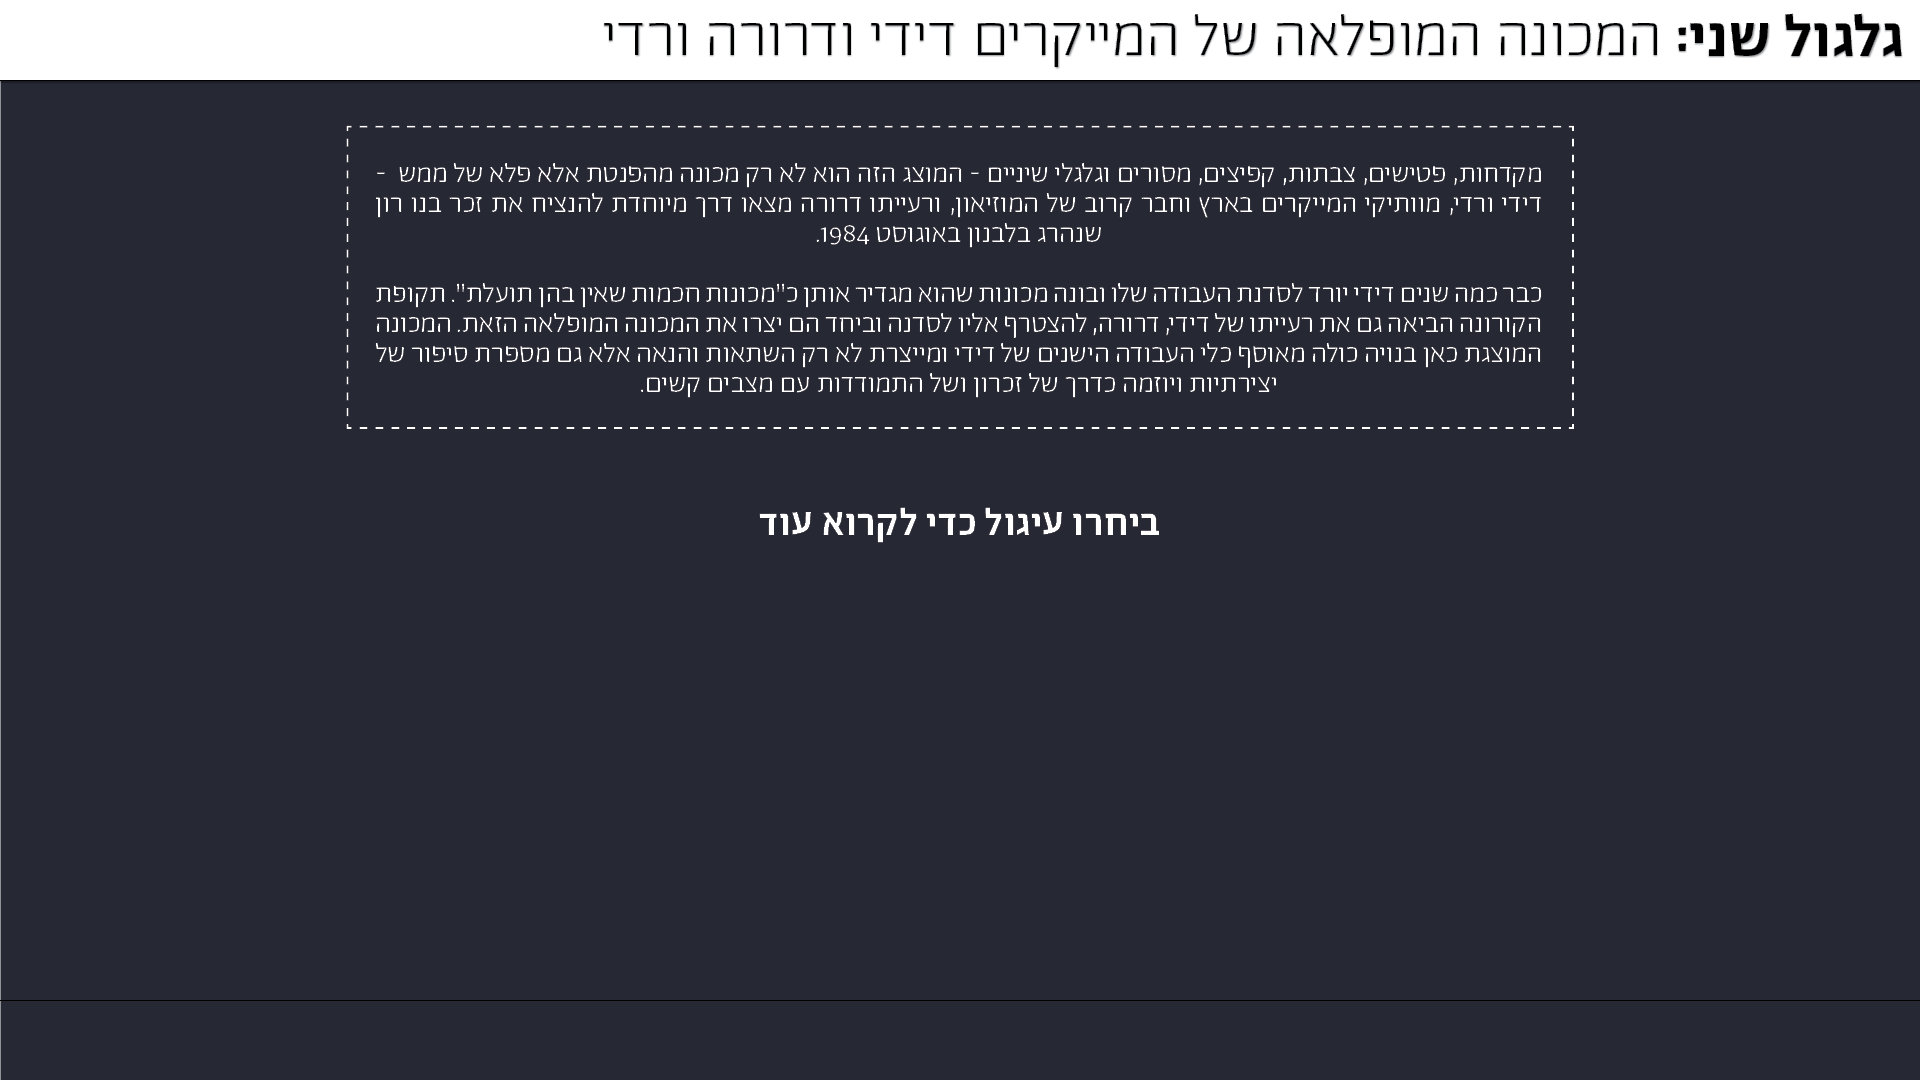 גלגול שני: המכונה המופלאה של המייקרים דידי ודרורה ורדי
מקדחות, פטישים, צבתות, קפיצים, מסורים וגלגלי שיניים - המוצג הזה הוא לא רק מכונה מהפנטת אלא פלא של ממש -
דידי ורדי, מוותיקי המייקרים בארץ וחבר קרוב של המוזיאון, ורעייתו דרורה מצאו דרך מיוחדת להנציח את זכר בנו רון
שנהרג בלבנון באוגוסט 1984.
כבר כמה שנים דידי יורד לסדנת העבודה שלו ובונה מכונות שהוא מגדיר אותן כ"מכונות חכמות שאין בהן תועלת". תקופת
הקורונה הביאה גם את רעייתו של דידי, דרורה, להצטרף אליו לסדנה וביחד הם יצרו את המכונה המופלאה הזאת. המכונה
המוצגת כאן בנויה כולה מאוסף כלי העבודה הישנים של דידי ומייצרת לא רק השתאות והנאה אלא גם מספרת סיפור של
יצירתיות ויוזמה כדרך של זכרון ושל התמודדות עם מצבים קשים.
ביחרו עיגול כדי לקרוא עוד